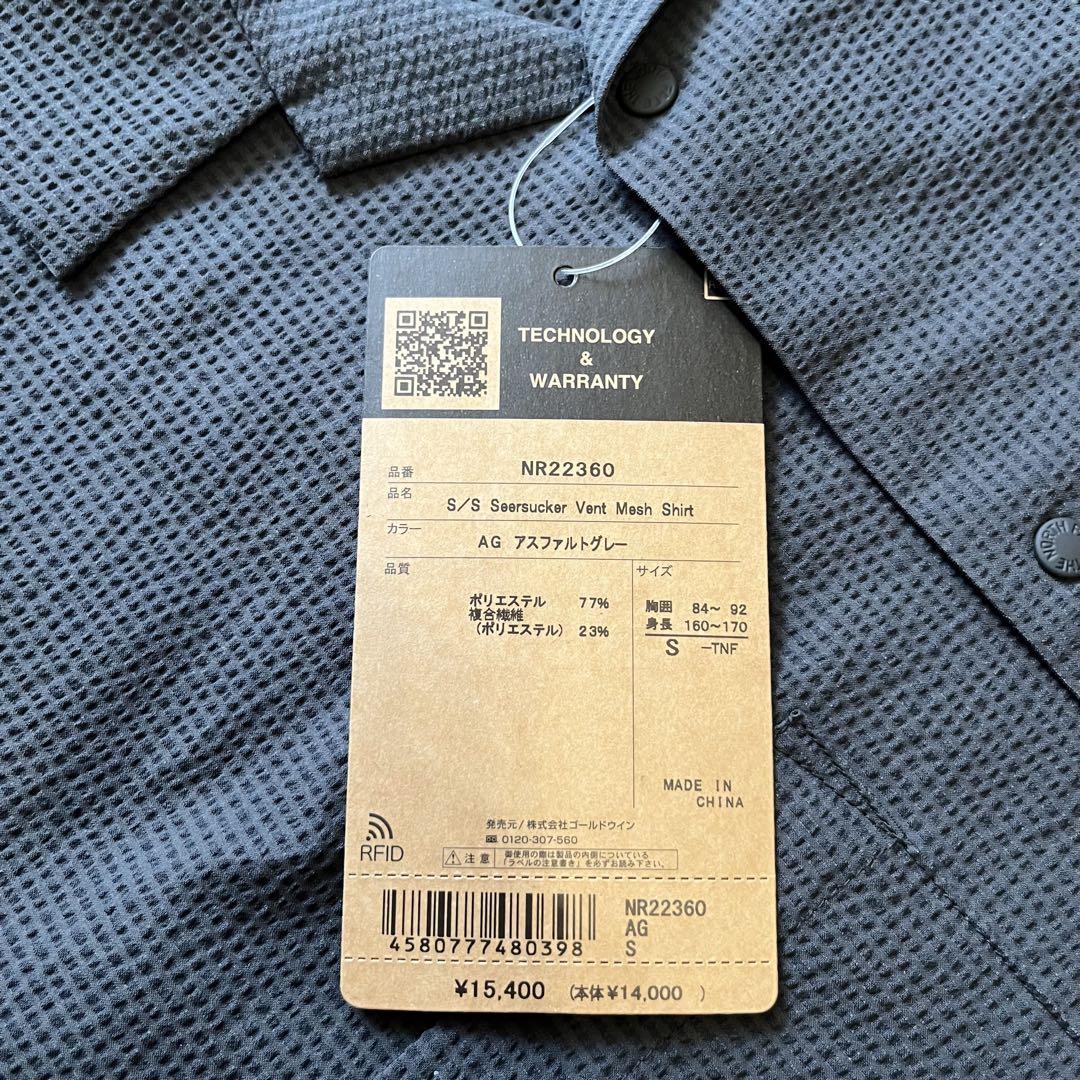 TECHNOLOGY
&
WARRANTY
品番 NR22360
品名
S/S Seersucker Vent Mesh Shirt
カラー
AG アスファルトグレー
品質
ポリエステル 77%
複合繊維
(ポリエステル) 23%
サイズ
胸囲 84~ 92
身長 160~170
S -TNF
MADE IN
CHINA
RFID
発売元/株式会社ゴールドウイン
0120-307-560
注意
御使用の際は製品の内側についている
「ラベルの注意書き」を必ずお読み下さい。
4580777480398
NR22360
AG
S
¥15,400 (本体¥14,000 )
THE NORTH